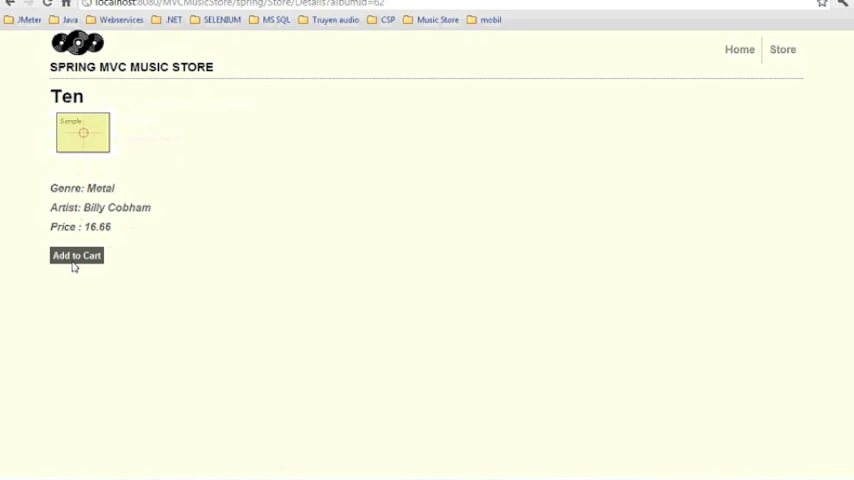 localhost:8080/MVCMusicStore/spring/Store/Details?albumId=62
JMeter Java Webservices .NET SELENIUM MS SQL Truyen audio CSP Music Store mobil
Home Store
SPRING MVC MUSIC STORE
Ten
Sample
Genre: Metal
Artist: Billy Cobham
Price : 16.66
Add to Cart